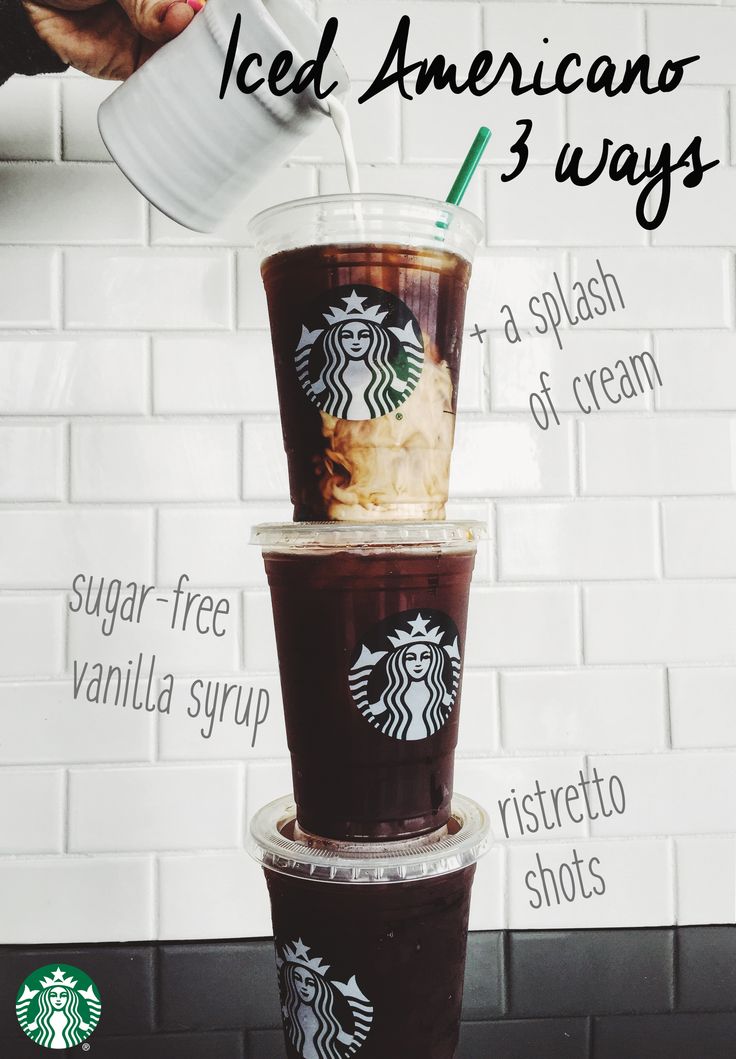 Iced Americano
3 ways
+ a splash
of cream
sugar-free
vanilla syrup
ristretto
shots